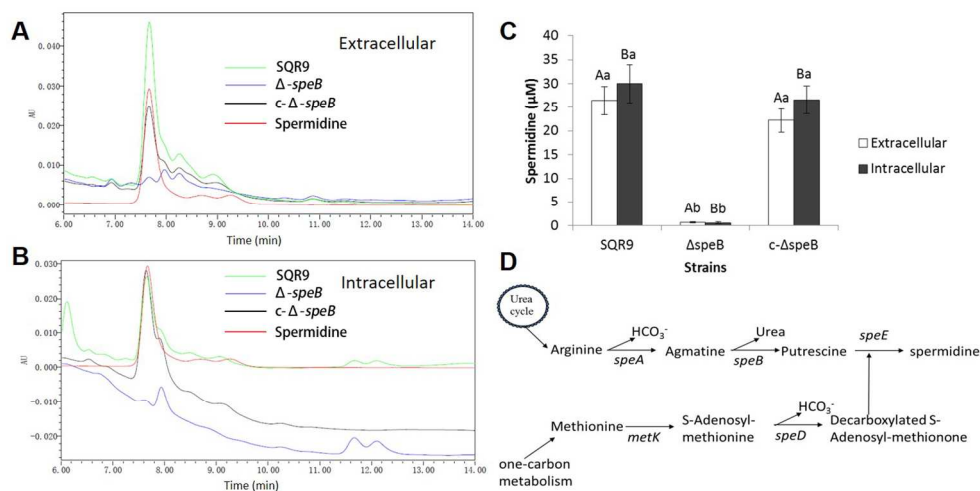 A
Extracellular
SQR9
Δ-speB
c-Δ-speB
Spermidine
AU
0.040
0.030
0.020
0.010
0.000
6.00 7.00 8.00 9.00 10.00 11.00 12.00 13.00 14.00
Time (min)
B
Intracellular
SQR9
Δ-speB
c-Δ-speB
Spermidine
AU
0.030
0.020
0.010
0.000
-0.010
-0.020
6.00 7.00 8.00 9.00 10.00 11.00 12.00 13.00 14.00
Time (min)
C
Spermidine (μM)
40
35
30
25
20
15
10
5
0
Aa Ba
Ab Bb
Aa Ba
Extracellular
Intracellular
SQR9 ΔspeB c-ΔspeB
Strains
D
Urea
cycle
HCO3-
Urea
speE
Arginine Agmatine Putrescine spermidine
speA speB
HCO3-
Methionine S-Adenosyl-
methionine Decarboxylated S-
Adenosyl-methionone
metK speD
one-carbon
metabolism